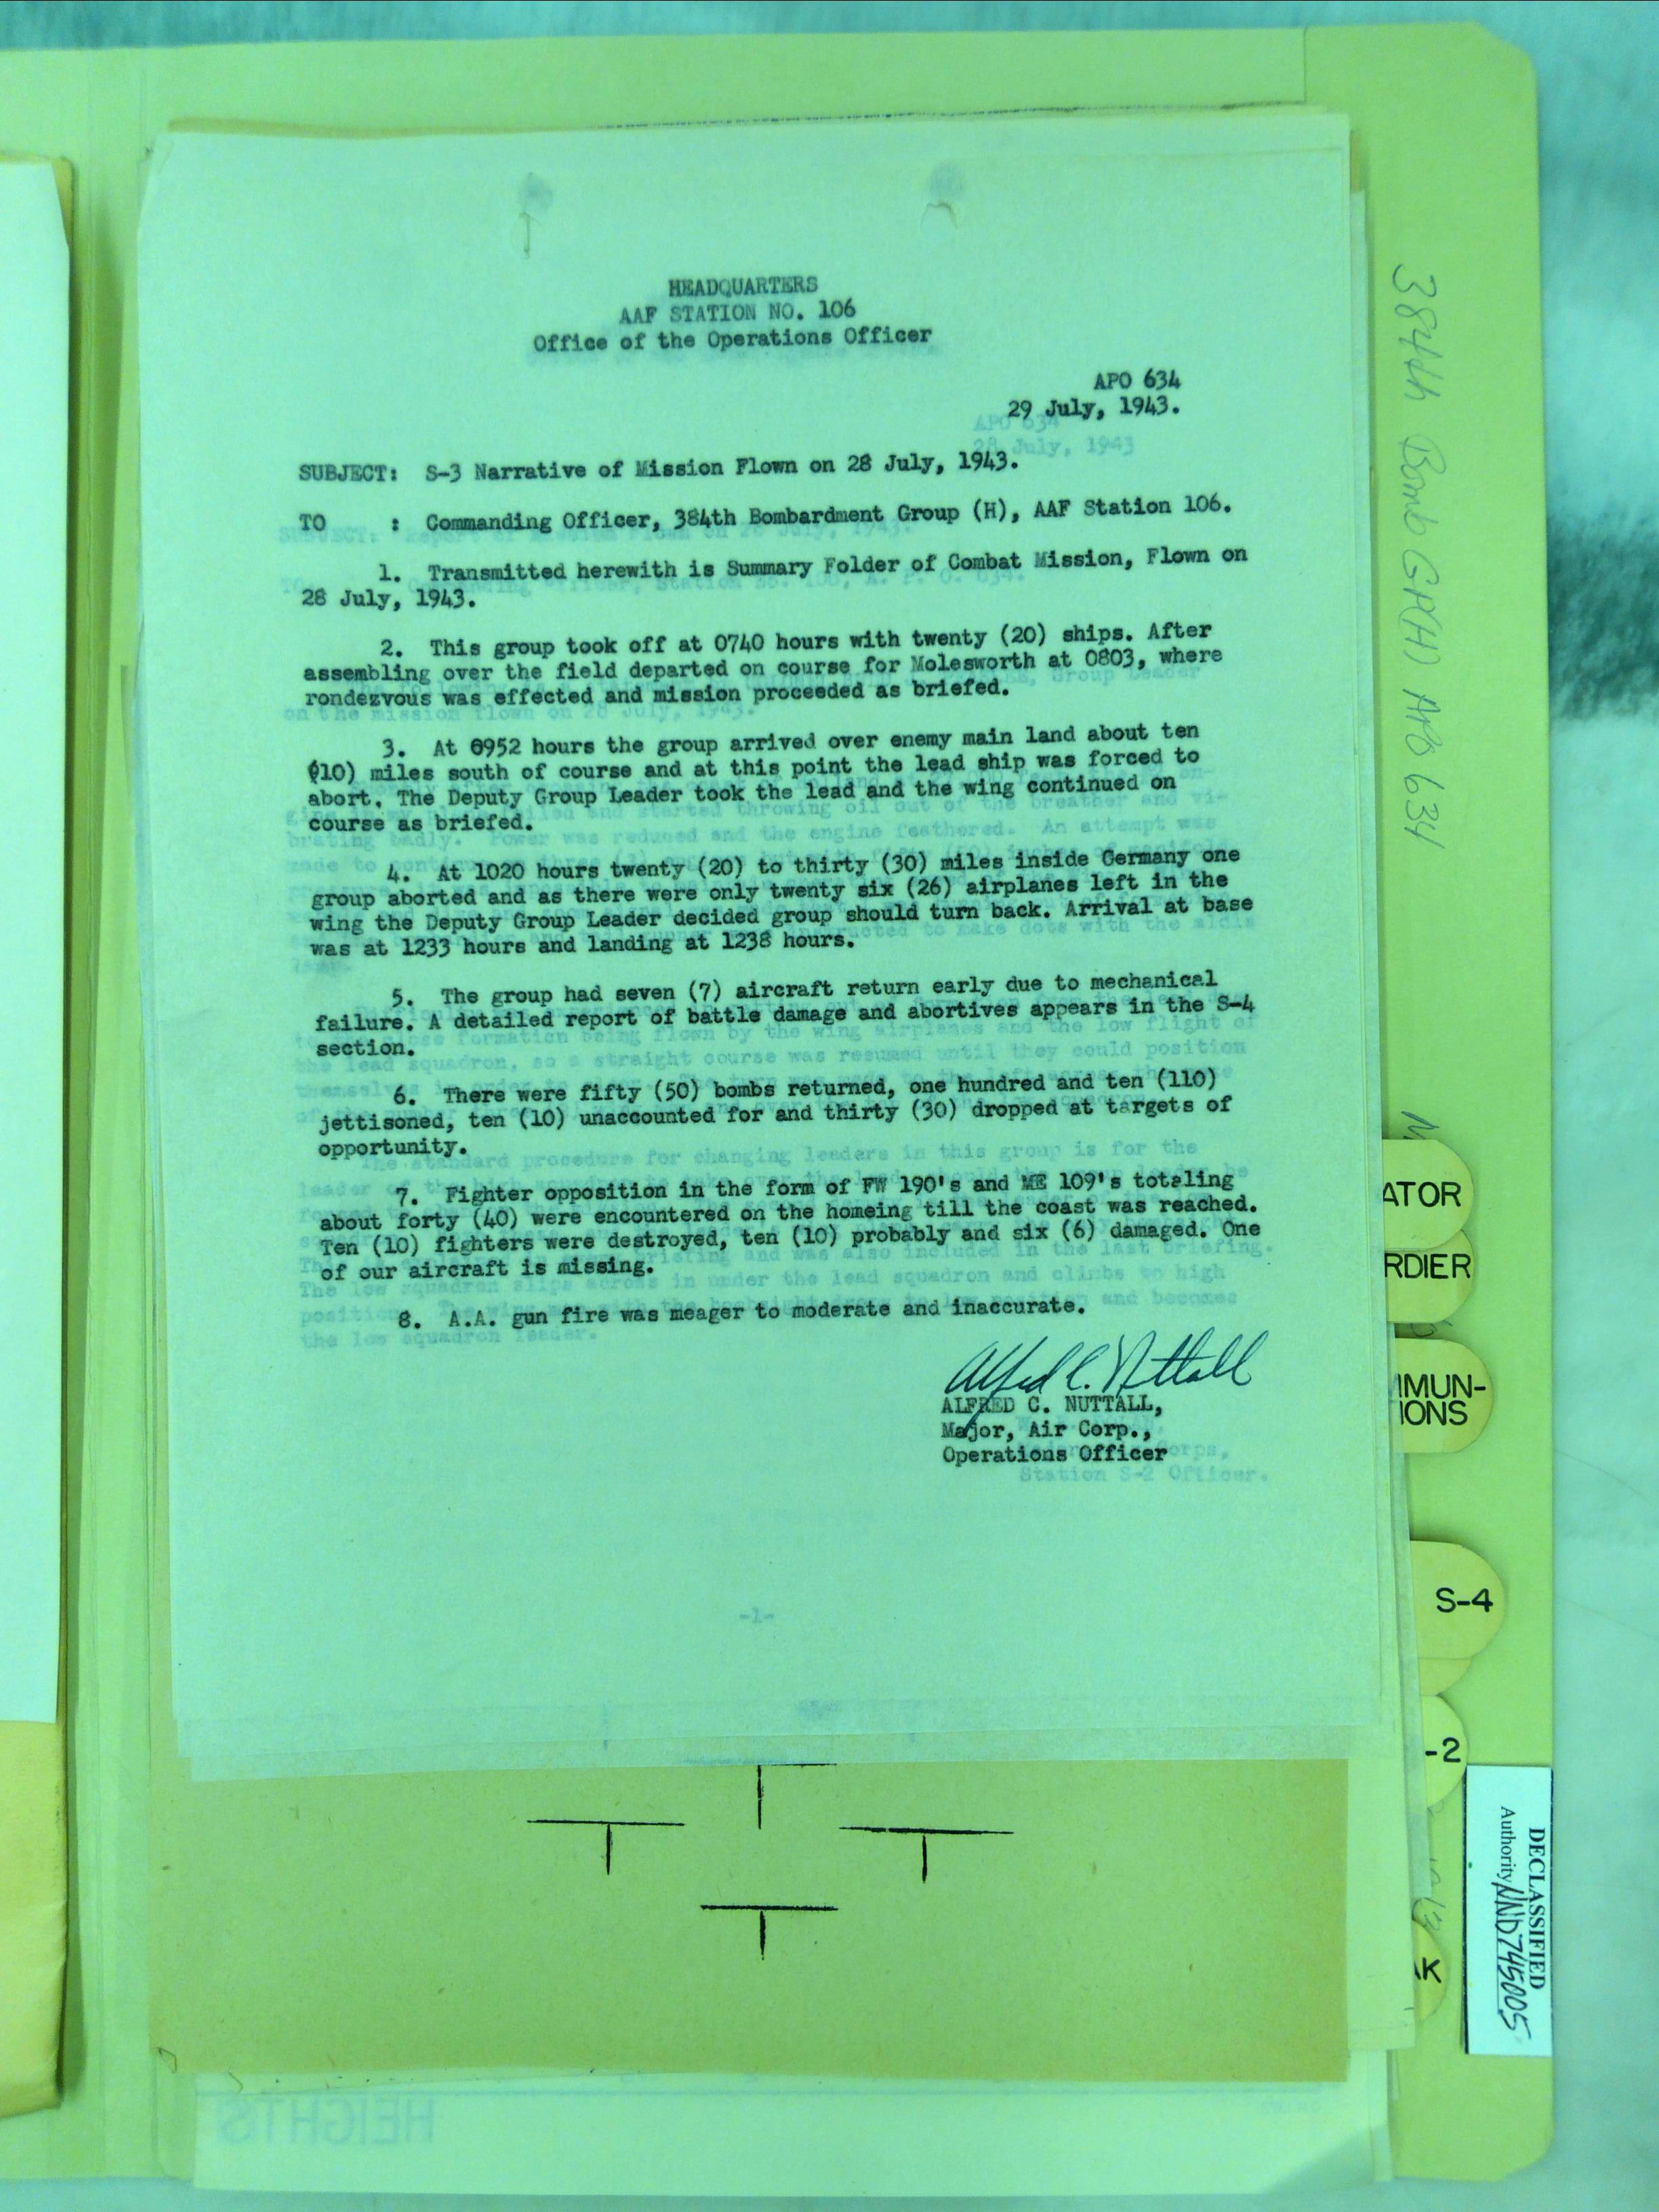 HEADQUARTERS
AAF STATION NO. 106
Office of the Operations Officer
APO 634
29 July, 1943.
APO 634
28 July, 1943
SUBJECT: S-3 Narrative of Mission Flown on 28 July, 1943.
TO : Commanding Officer, 384th Bombardment Group (H), AAF Station 106.
1. Transmitted herewith is Summary Folder of Combat Mission, Flown on
28 July, 1943.
2. This group took off at 0740 hours with twenty (20) ships. After
assembling over the field departed on course for Molesworth at 0803, where
rondezvous was effected and mission proceeded as briefed.
3. At 0952 hours the group arrived over enemy main land about ten
(10) miles south of course and at this point the lead ship was forced to
abort. The Deputy Group Leader took the lead and the wing continued on
course as briefed.
4. At 1020 hours twenty (20) to thirty (30) miles inside Germany one
group aborted and as there were only twenty six (26) airplanes left in the
wing the Deputy Group Leader decided group should turn back. Arrival at base
was at 1233 hours and landing at 1238 hours.
5. The group had seven (7) aircraft return early due to mechanical
failure. A detailed report of battle damage and abortives appears in the S-4
section.
6. There were fifty (50) bombs returned, one hundred and ten (110)
jettisoned, ten (10) unaccounted for and thirty (30) dropped at targets of
opportunity.
7. Fighter opposition in the form of FW 190's and ME 109's totaling
about forty (40) were encountered on the homeing till the coast was reached.
Ten (10) fighters were destroyed, ten (10) probably and six (6) damaged. One
of our aircraft is missing.
8. A.A. gun fire was meager to moderate and inaccurate.
Alfred C. Nuttall
ALFRED C. NUTTALL,
Major, Air Corp.,
Operations Officer
Station S-2 Officer.
-1-
384th Bomb GP(H) APO 634
ATOR
RDIER
MUN-
IONS
S-4
-2
K
DECLASSIFIED
Authority NND745005
HEIGHTS